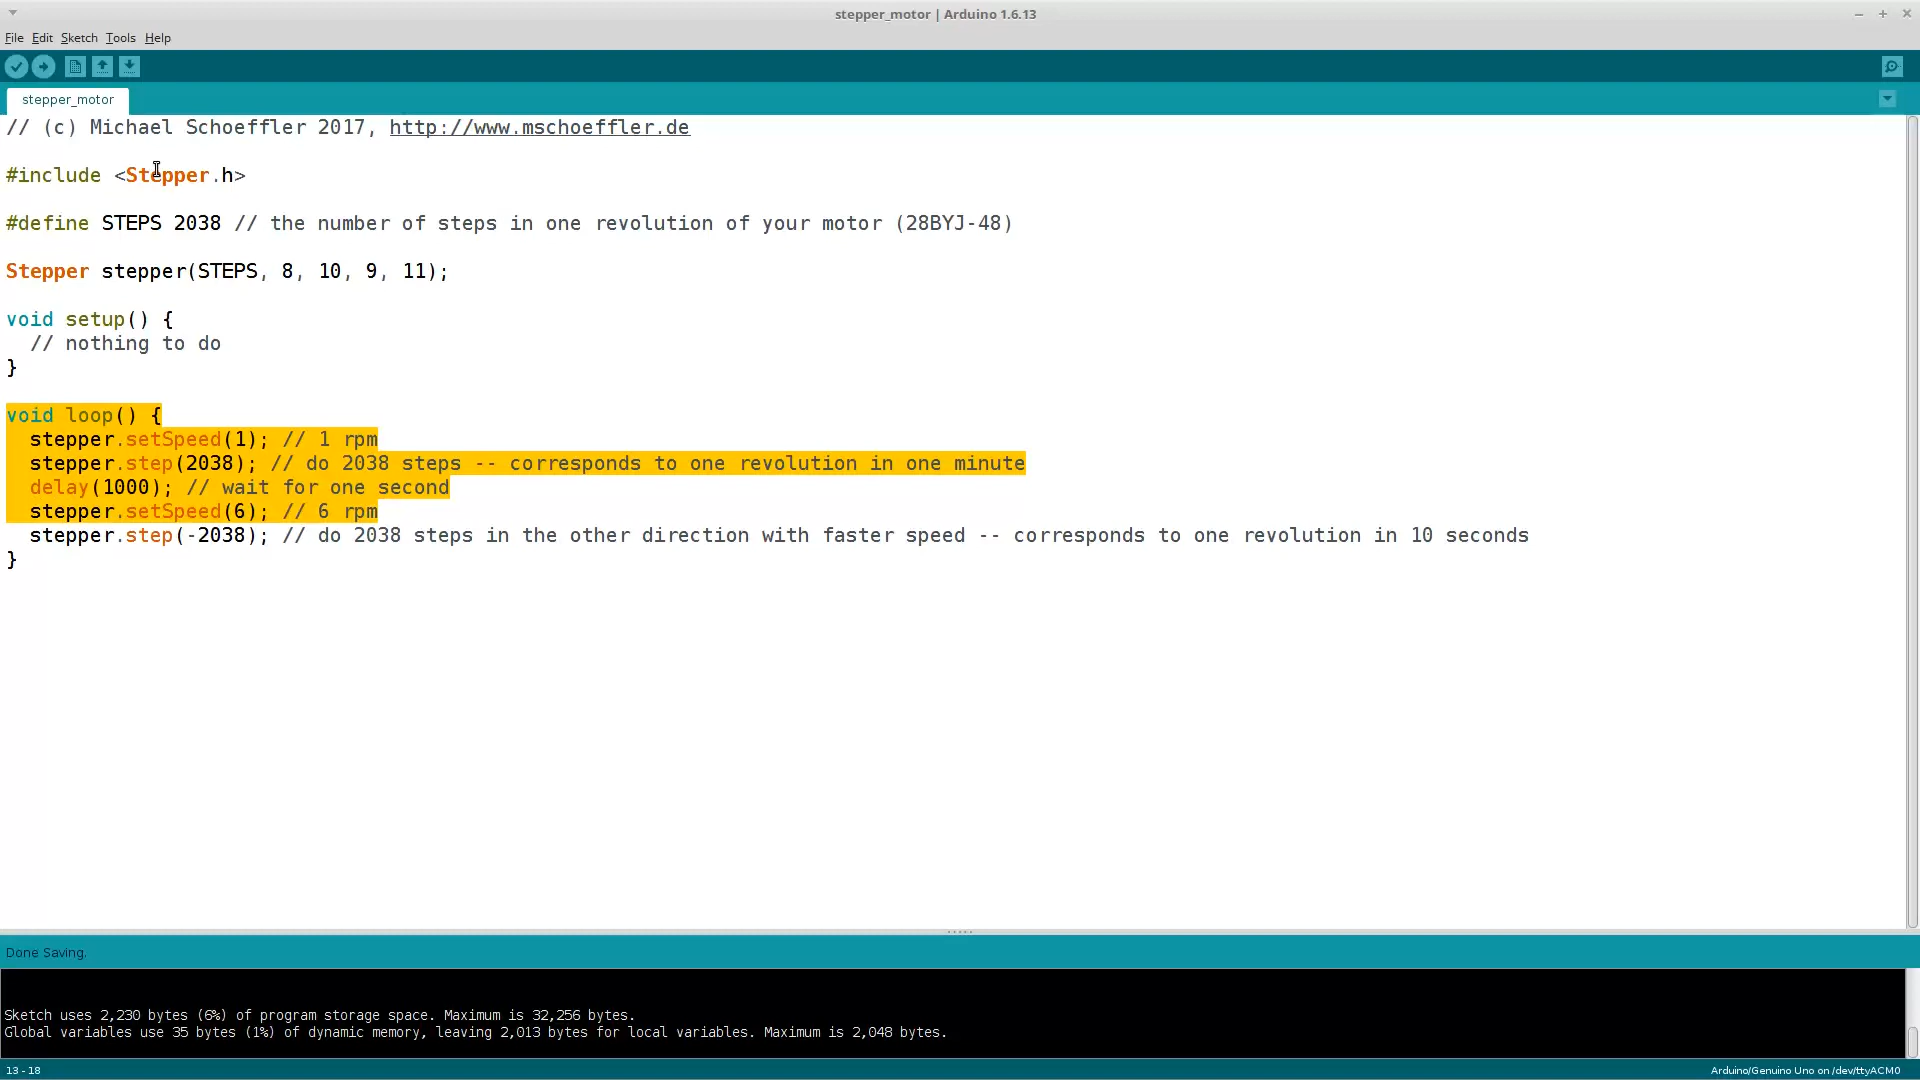 stepper_motor | Arduino 1.6.13
File Edit Sketch Tools Help
stepper_motor
// (c) Michael Schoeffler 2017, http://www.mschoeffler.de
#include <Stepper.h>
#define STEPS 2038 // the number of steps in one revolution of your motor (28BYJ-48)
Stepper stepper(STEPS, 8, 10, 9, 11);
void setup() {
  // nothing to do
}
void loop() {
  stepper.setSpeed(1); // 1 rpm
  stepper.step(2038); // do 2038 steps -- corresponds to one revolution in one minute
  delay(1000); // wait for one second
  stepper.setSpeed(6); // 6 rpm
  stepper.step(-2038); // do 2038 steps in the other direction with faster speed -- corresponds to one revolution in 10 seconds
}
Done Saving.
Sketch uses 2,230 bytes (6%) of program storage space. Maximum is 32,256 bytes.
Global variables use 35 bytes (1%) of dynamic memory, leaving 2,013 bytes for local variables. Maximum is 2,048 bytes.
13 - 18
Arduino/Genuino Uno on /dev/ttyACM0